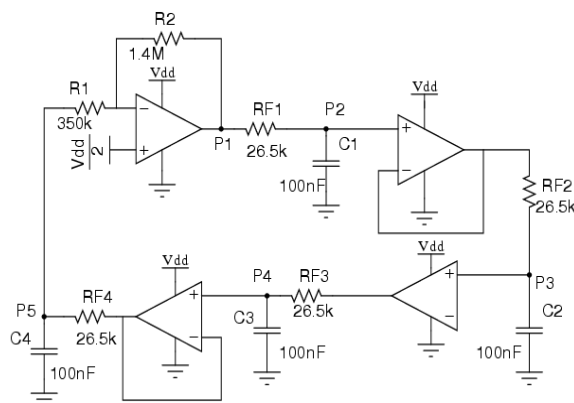 R2
1.4M
Vdd
R1
350k
−
+
Vdd
2
P1
RF1
26.5k
P2
C1
100nF
Vdd
+
−
RF2
26.5k
P3
C2
100nF
Vdd
+
−
RF3
26.5k
P4
C3
100nF
Vdd
+
−
RF4
26.5k
P5
C4
100nF